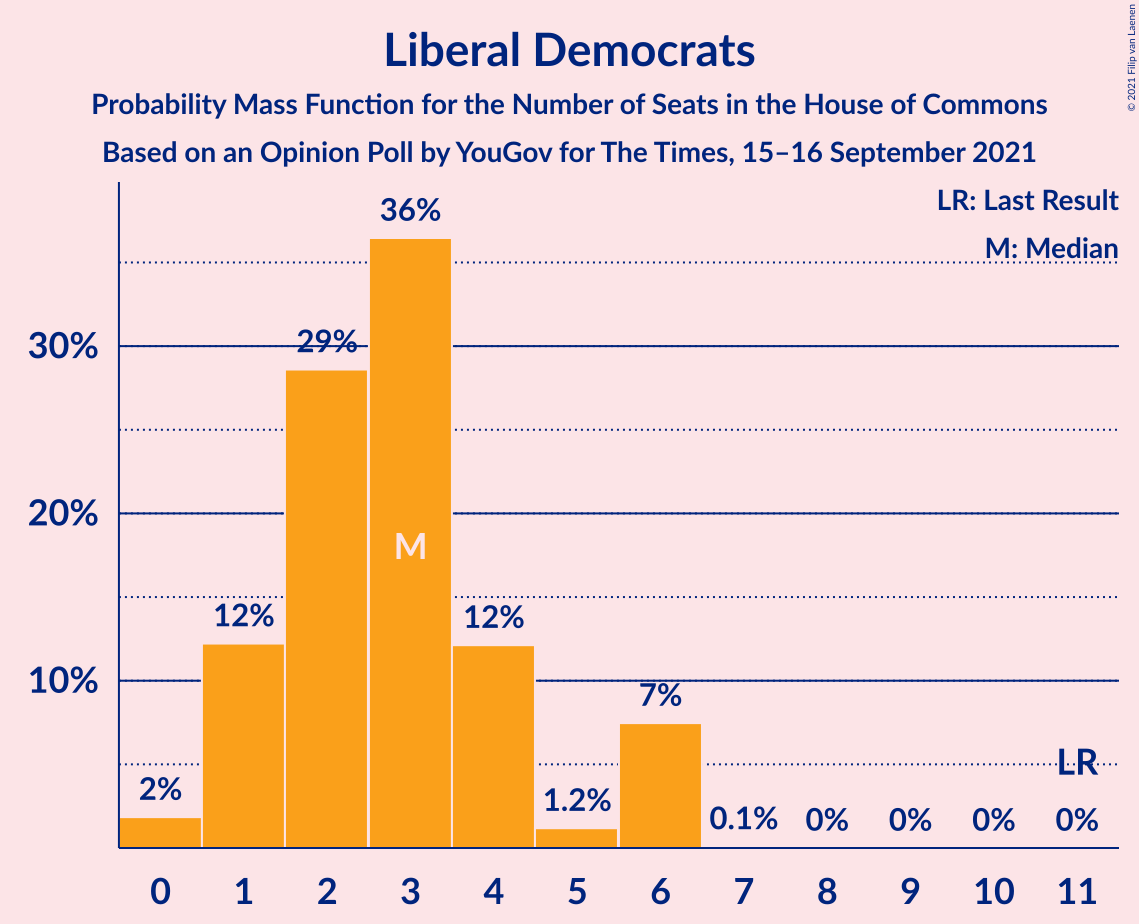 Liberal Democrats
Probability Mass Function for the Number of Seats in the House of Commons
Based on an Opinion Poll by YouGov for The Times, 15–16 September 2021
© 2021 Filip van Laenen
LR: Last Result
M: Median
36%
30%
29%
20%
M
12%
12%
10%
7%
LR
2%
1.2%
0.1%
0%
0%
0%
0%
0 1 2 3 4 5 6 7 8 9 10 11